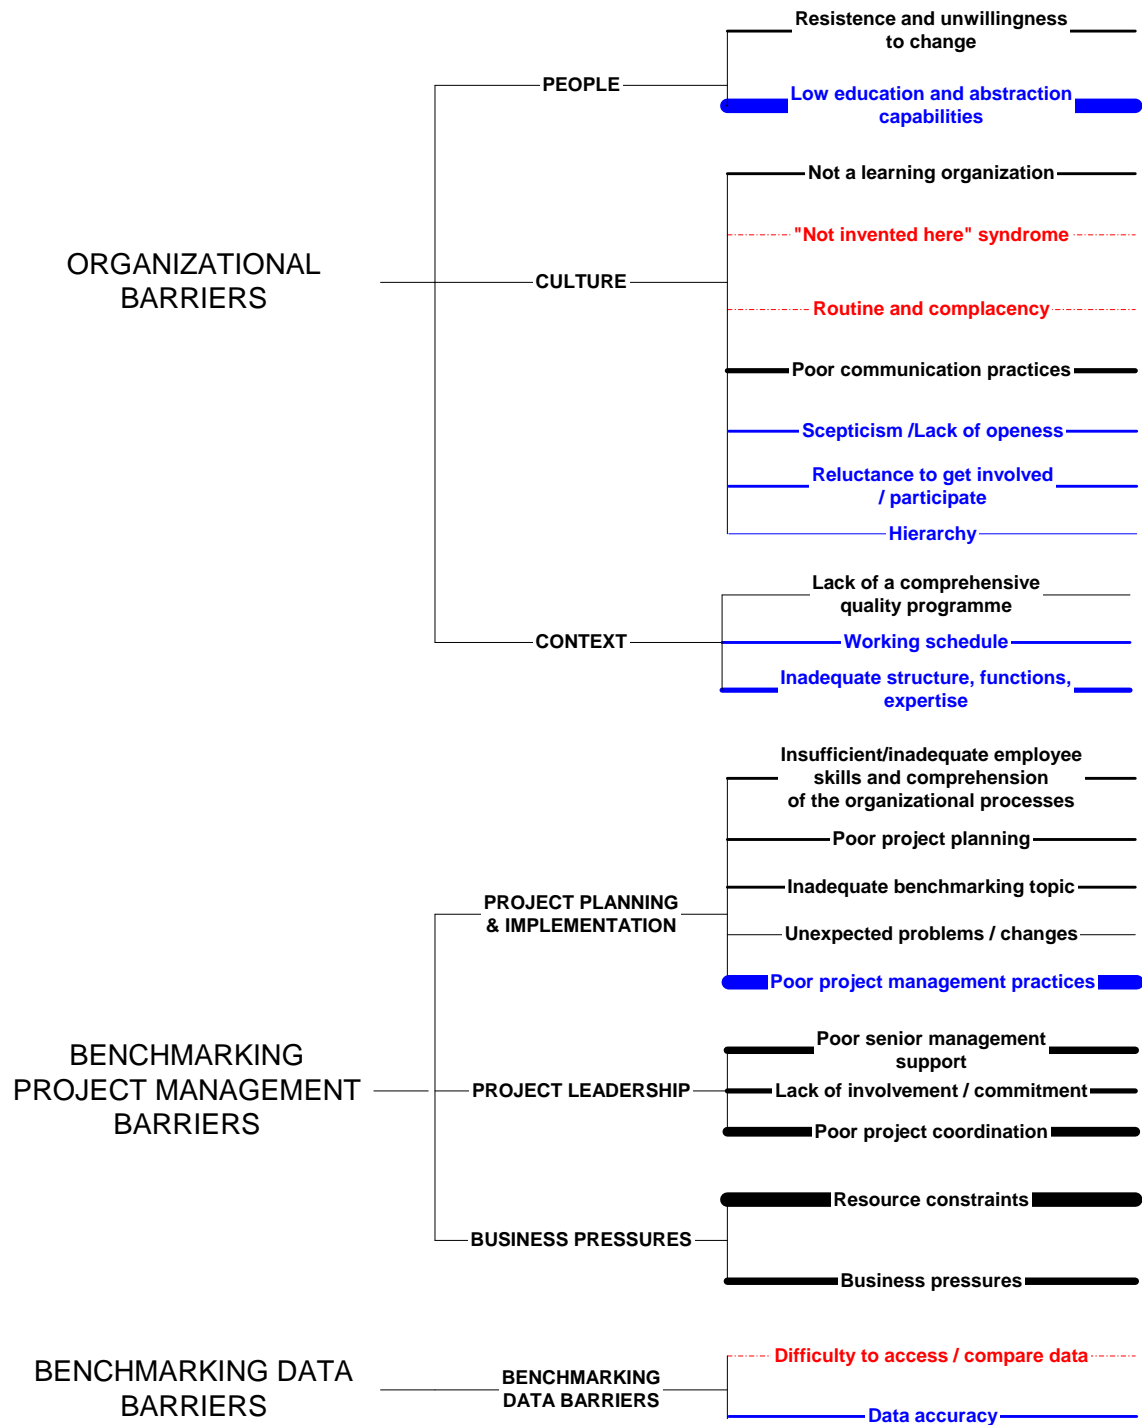 ORGANIZATIONAL
BARRIERS
PEOPLE
Resistence and unwillingness
to change
Low education and abstraction
capabilities
CULTURE
Not a learning organization
"Not invented here" syndrome
Routine and complacency
Poor communication practices
Scepticism /Lack of openess
Reluctance to get involved
/ participate
Hierarchy
CONTEXT
Lack of a comprehensive
quality programme
Working schedule
Inadequate structure, functions,
expertise
BENCHMARKING
PROJECT MANAGEMENT
BARRIERS
PROJECT PLANNING
& IMPLEMENTATION
Insufficient/inadequate employee
skills and comprehension
of the organizational processes
Poor project planning
Inadequate benchmarking topic
Unexpected problems / changes
Poor project management practices
PROJECT LEADERSHIP
Poor senior management
support
Lack of involvement / commitment
Poor project coordination
BUSINESS PRESSURES
Resource constraints
Business pressures
BENCHMARKING DATA
BARRIERS
BENCHMARKING
DATA BARRIERS
Difficulty to access / compare data
Data accuracy